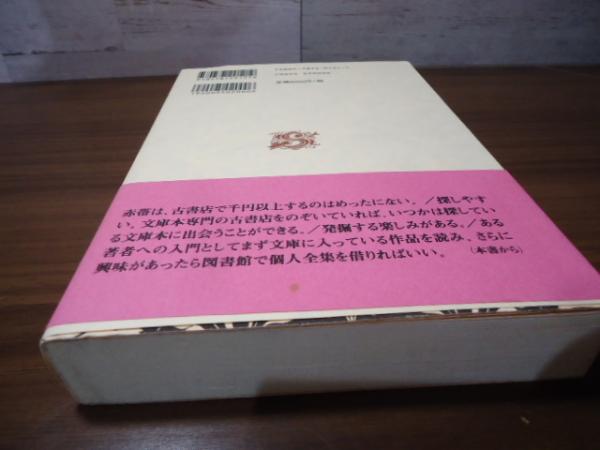 赤帯は、古書店で千円以上するのはめったにない。／探しやす
い。文庫本専門の古書店をのぞいていれば、いつかは探してい
る文庫本に出会うことができる。／発掘する楽しみがある。／ある
著者への入門としてまず文庫に入っている作品を読み、さらに
興味があったら図書館で個人全集を借りればいい。
（本書から）